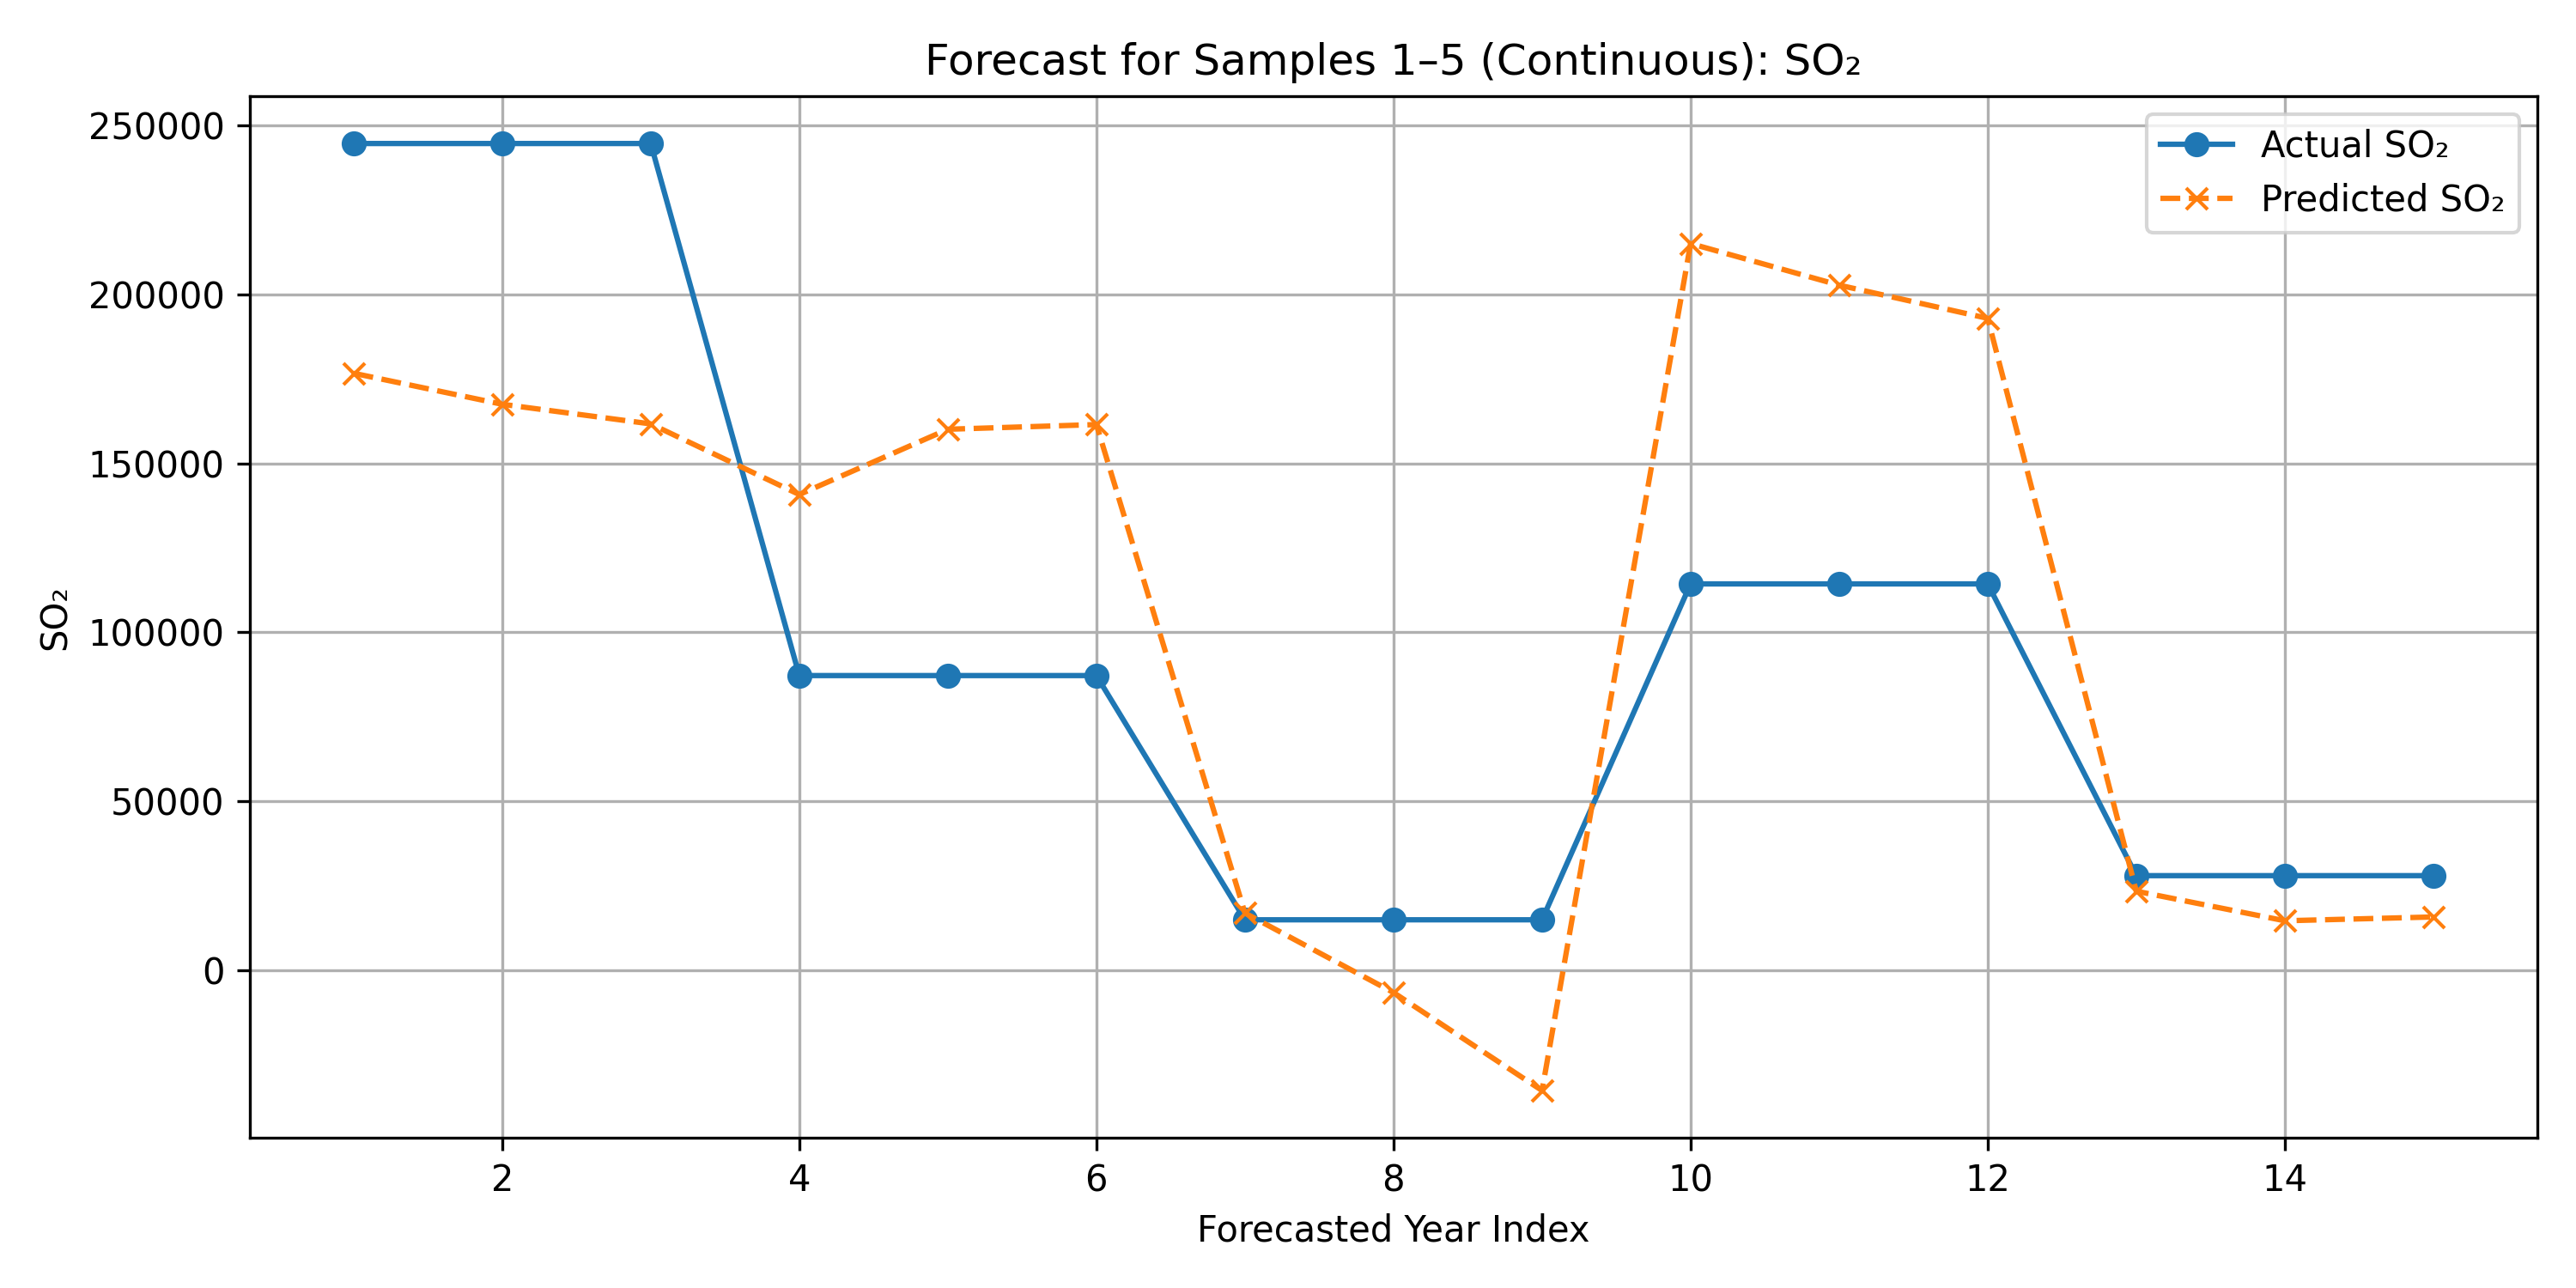 Forecast for Samples 1–5 (Continuous): SO₂
250000
200000
150000
100000
50000
0
SO₂
Actual SO₂
Predicted SO₂
2 4 6 8 10 12 14
Forecasted Year Index